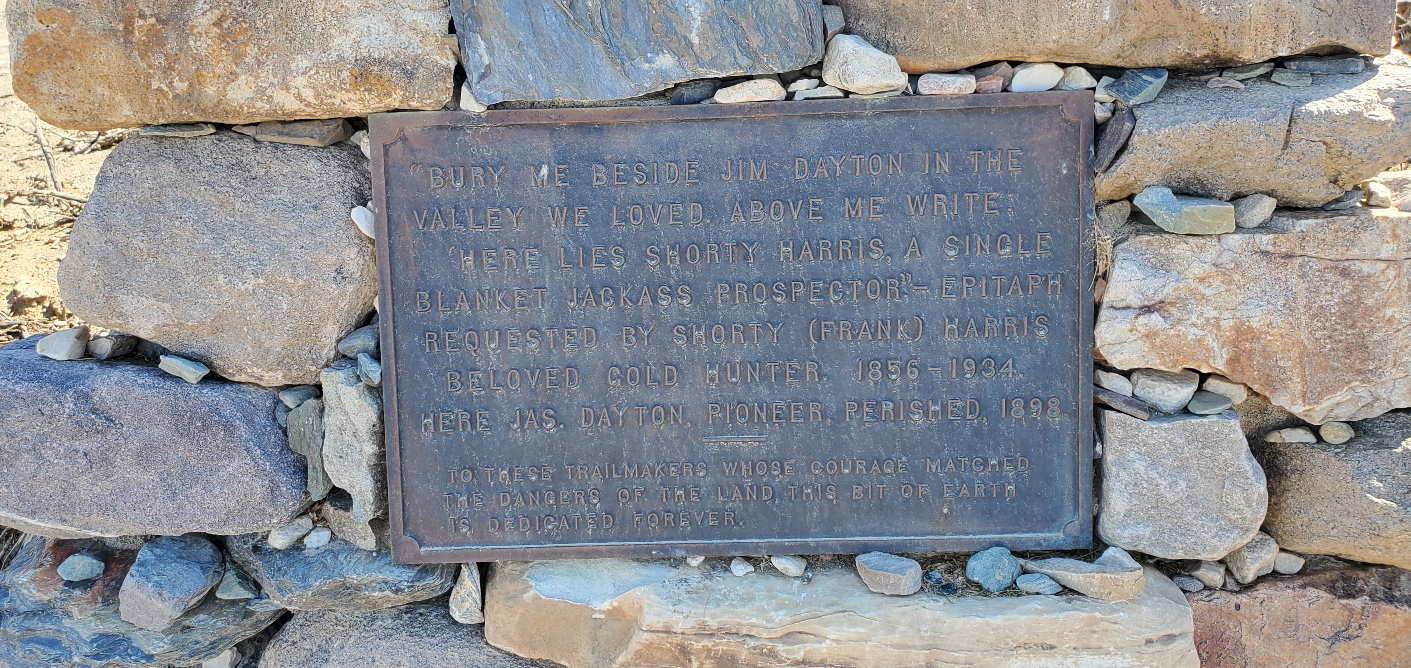 "BURY ME BESIDE JIM DAYTON IN THE
VALLEY WE LOVED. ABOVE ME WRITE:
'HERE LIES SHORTY HARRIS, A SINGLE
BLANKET JACKASS PROSPECTOR'"– EPITAPH
REQUESTED BY SHORTY (FRANK) HARRIS
BELOVED GOLD HUNTER. 1856–1934.
HERE JAS. DAYTON, PIONEER, PERISHED, 1898.
TO THESE TRAILMAKERS WHOSE COURAGE MATCHED
THE DANGERS OF THE LAND, THIS BIT OF EARTH
IS DEDICATED FOREVER.